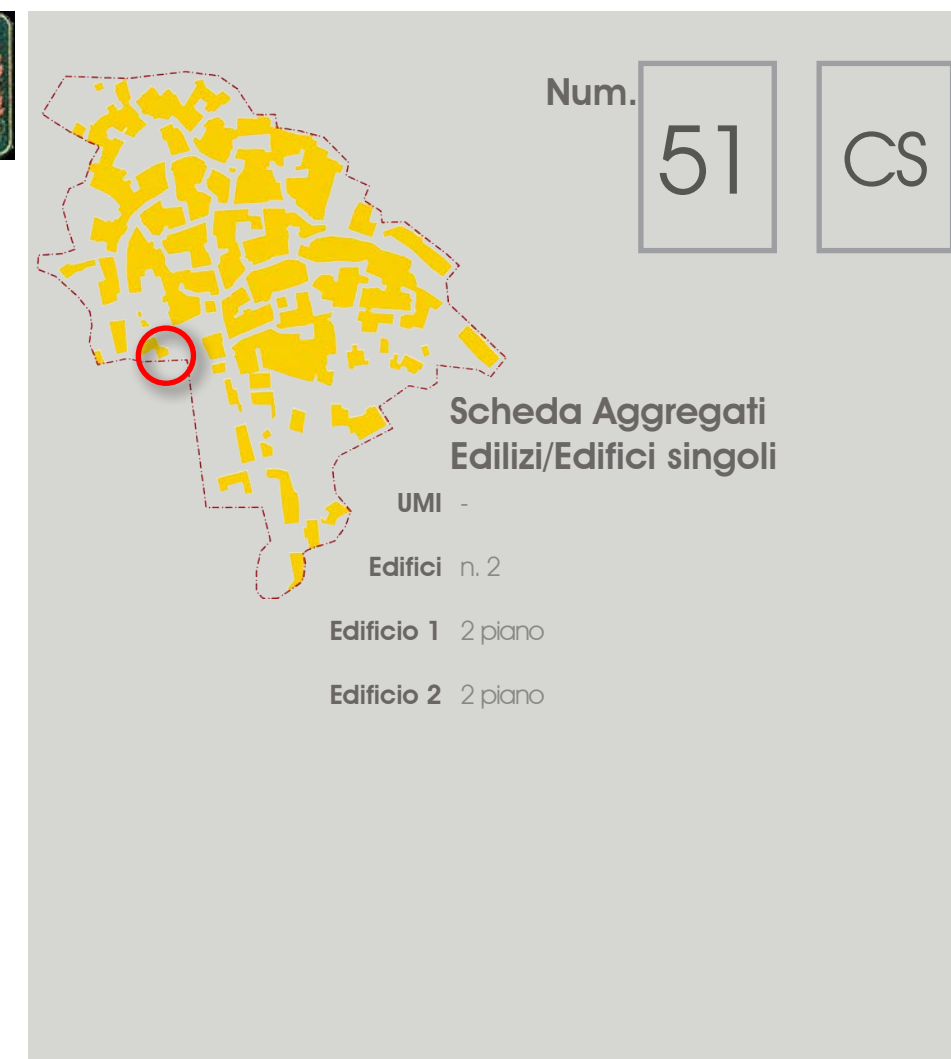 Num.
51
CS
Scheda Aggregati
Edilizi/Edifici singoli
UMI -
Edifici n. 2
Edificio 1 2 piano
Edificio 2 2 piano